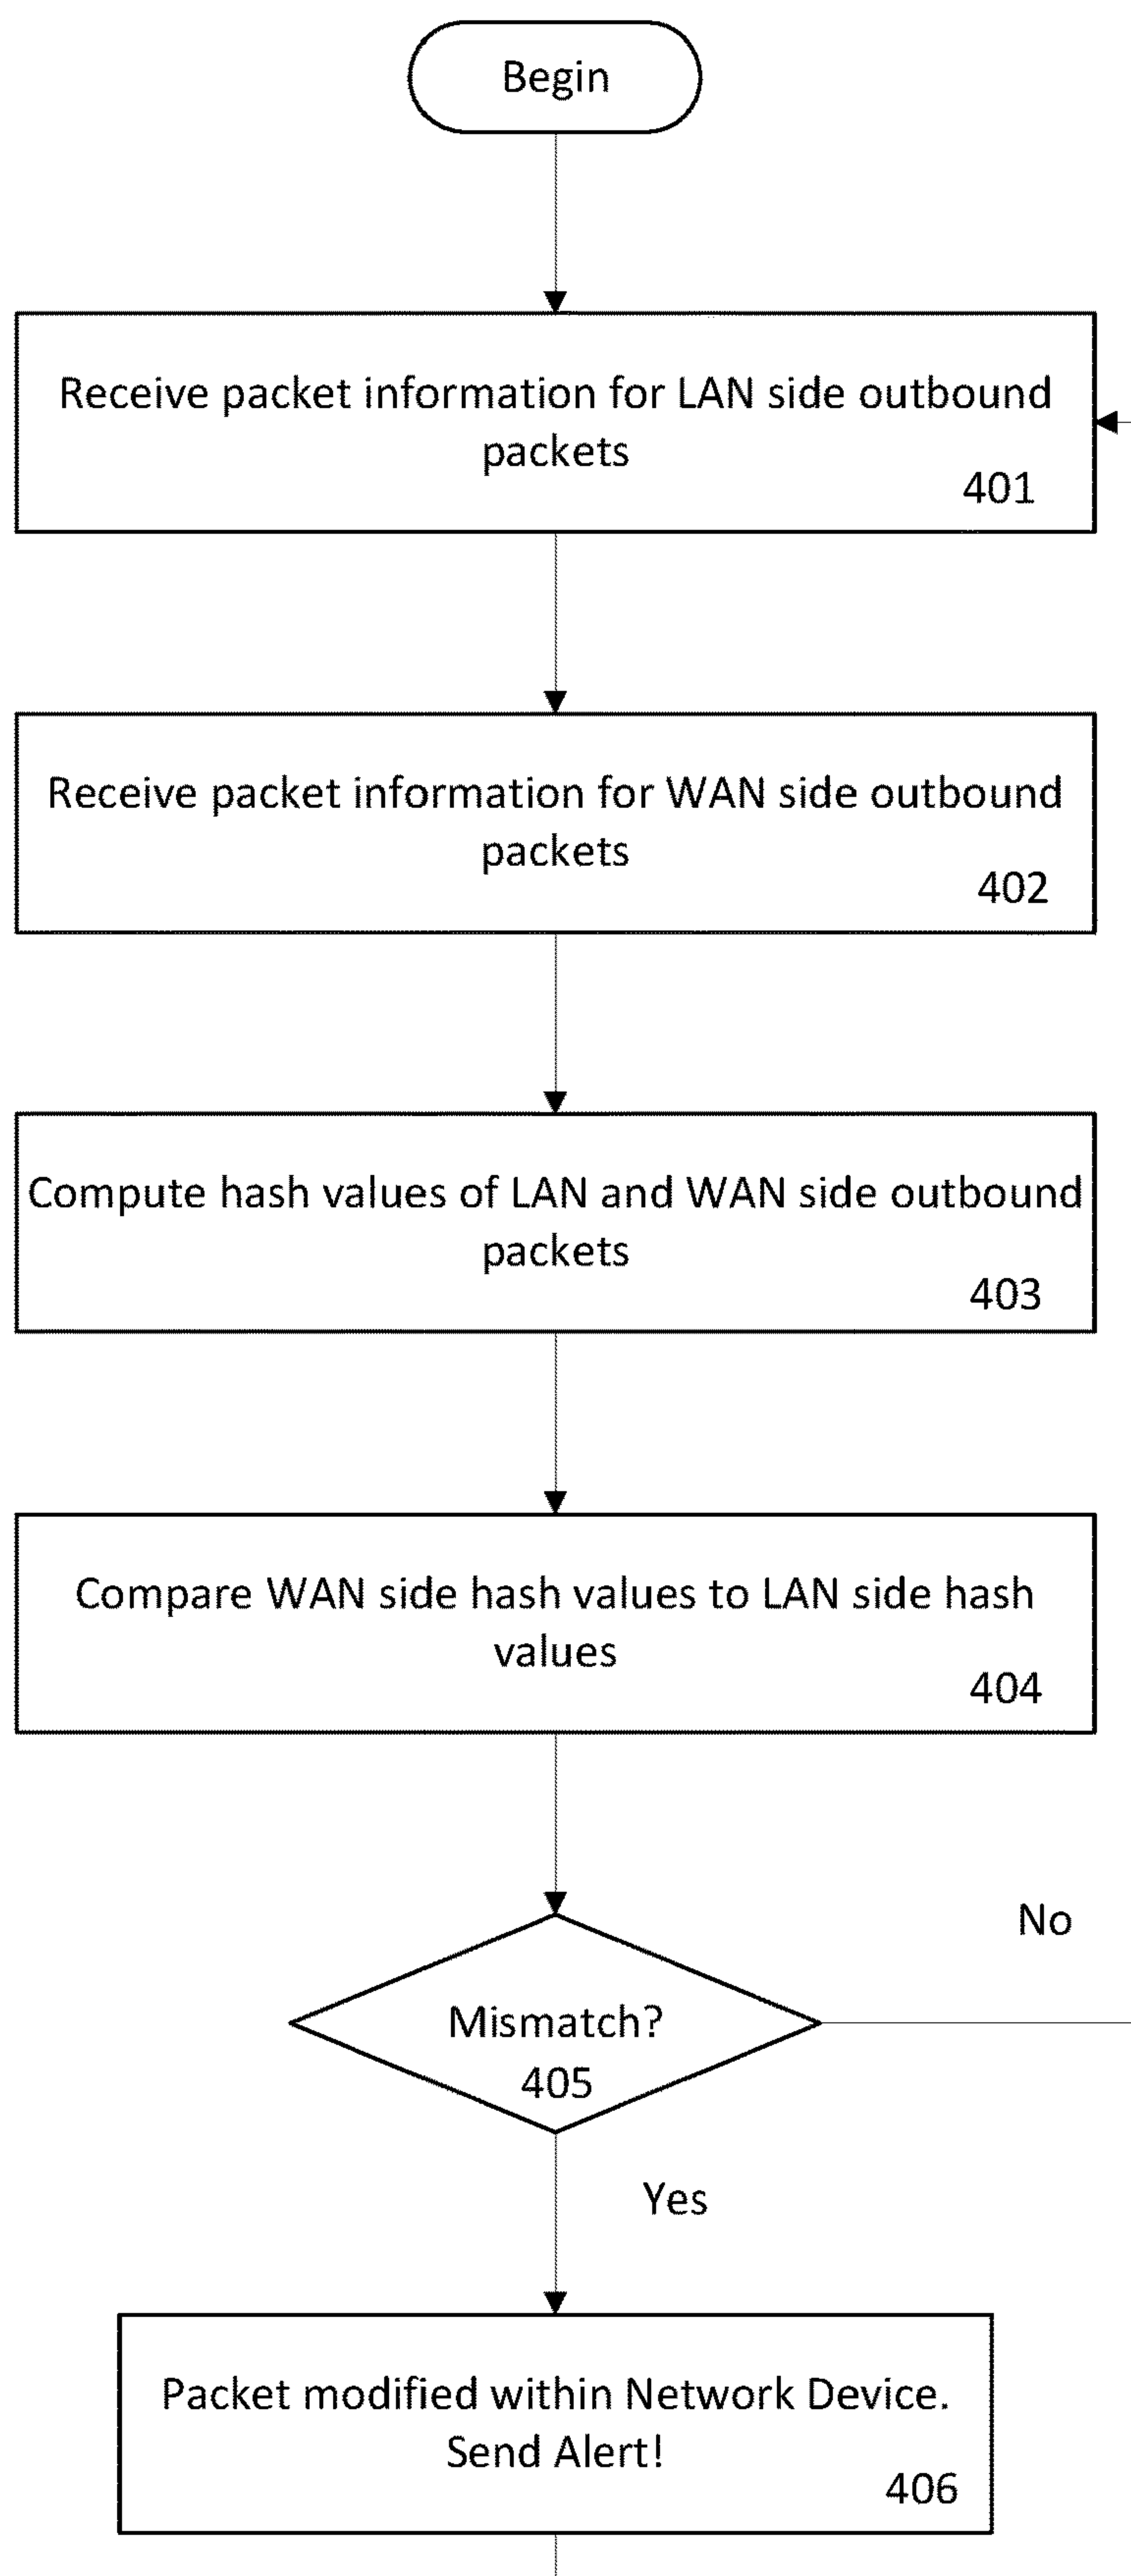 Begin
Receive packet information for LAN side outbound
packets
401
Receive packet information for WAN side outbound
packets
402
Compute hash values of LAN and WAN side outbound
packets
403
Compare WAN side hash values to LAN side hash
values
404
No
Mismatch?
405
Yes
Packet modified within Network Device.
Send Alert!
406